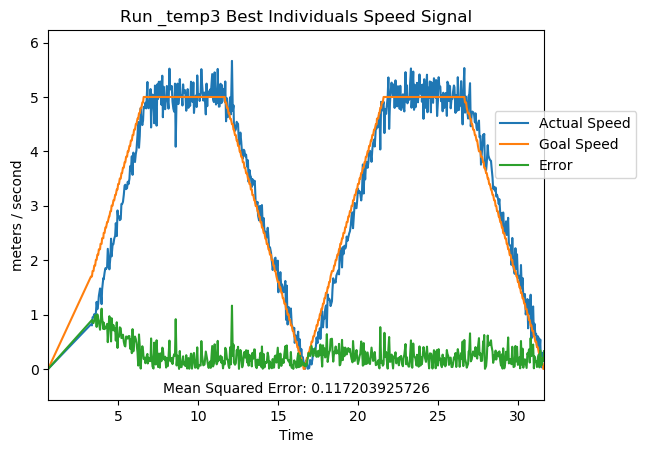 Run _temp3 Best Individuals Speed Signal
6
5
4
3
2
1
0
meters / second
Actual Speed
Goal Speed
Error
Mean Squared Error: 0.117203925726
5 10 15 20 25 30
Time